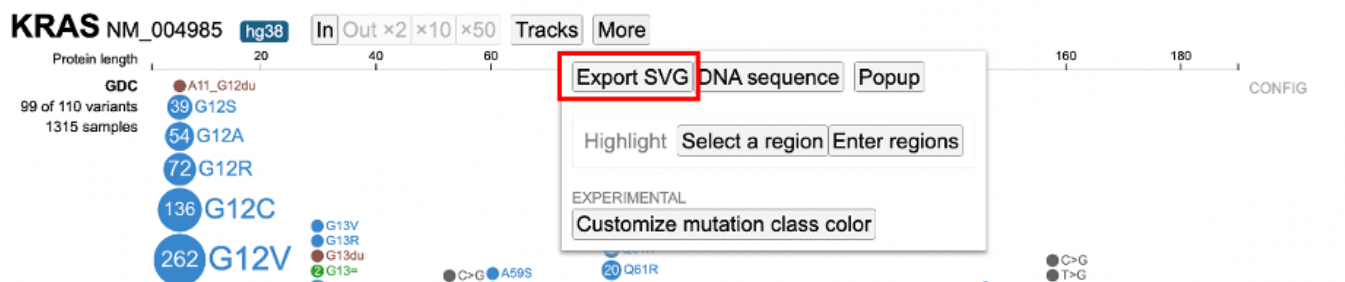 KRAS NM_004985 hg38 In Out ×2 ×10 ×50 Tracks More
Protein length 20 40 60 160 180
Export SVG DNA sequence Popup
CONFIG
GDC
A11_G12du
99 of 110 variants
39 G12S
1315 samples
54 G12A
Highlight Select a region Enter regions
72 G12R
EXPERIMENTAL
136 G12C
Customize mutation class color
G13V
G13R
262 G12V
G13du
2 G13=
C>G A59S
20 Q61R
C>G
T>G